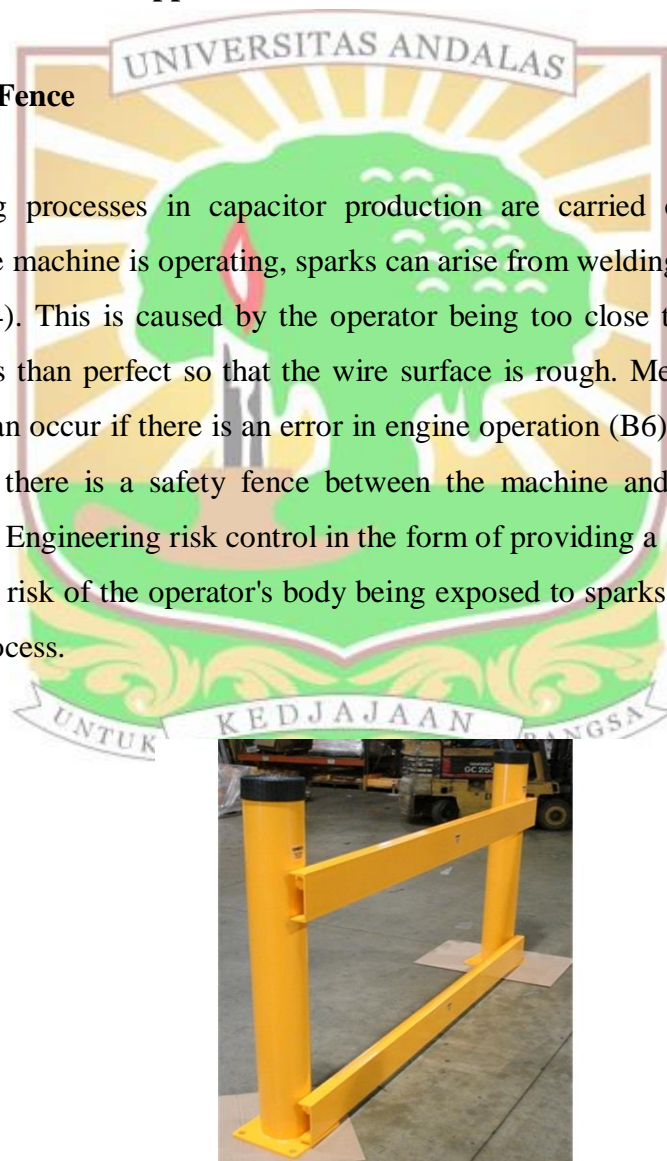 UNIVERSITAS ANDALAS
Fence
processes in capacitor production are carried
machine is operating, sparks can arise from welding
). This is caused by the operator being too close
than perfect so that the wire surface is rough.
occur if there is an error in engine operation (B6)
there is a safety fence between the machine and
Engineering risk control in the form of providing a
risk of the operator's body being exposed to sparks
UNTUK KEDJAJAAN BANGSA
GC25S